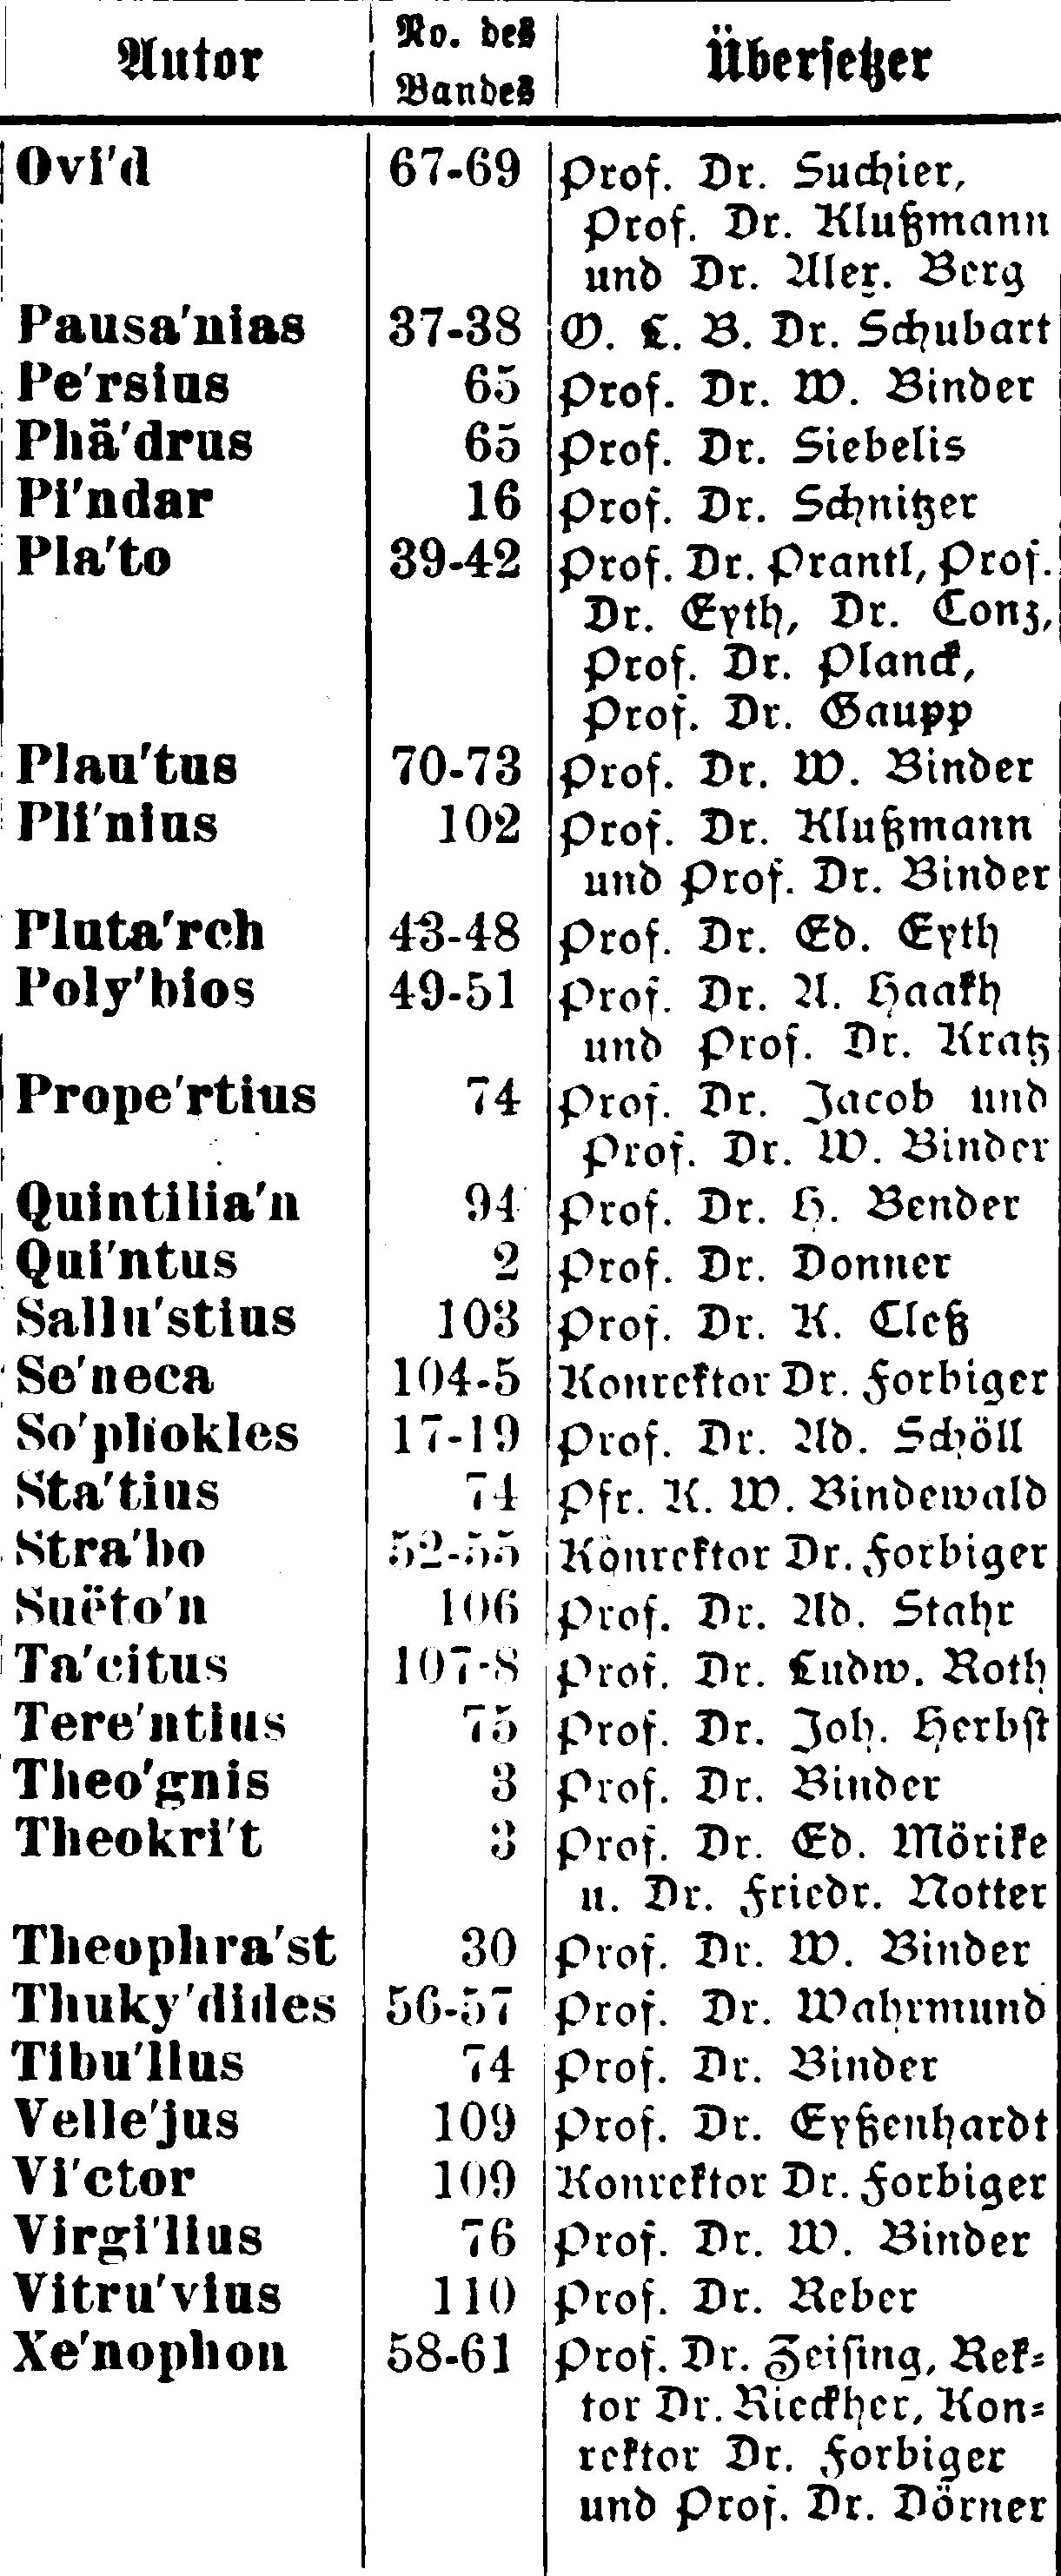 Autor No. des Bandes Übersetzer
Ovi'd 67-69 Prof. Dr. Suchier,
Prof. Dr. Klußmann
und Dr. Alex. Berg
Pausa'nias 37-38 O. L. B. Dr. Schubart
Pe'rsius 65 Prof. Dr. W. Binder
Phä'drus 65 Prof. Dr. Siebelis
Pi'ndar 16 Prof. Dr. Schnitzer
Pla'to 39-42 Prof. Dr. Prantl, Prof.
Dr. Eyth, Dr. Conz,
Prof. Dr. Planck,
Prof. Dr. Gaupp
Plau'tus 70-73 Prof. Dr. W. Binder
Pli'nius 102 Prof. Dr. Klußmann
und Prof. Dr. Binder
Pluta'rch 43-48 Prof. Dr. Ed. Eyth
Poly'bios 49-51 Prof. Dr. A. Haakh
und Prof. Dr. Kratz
Prope'rtius 74 Prof. Dr. Jacob und
Prof. Dr. W. Binder
Quintilia'n 94 Prof. Dr. H. Bender
Qui'ntus 2 Prof. Dr. Donner
Sallu'stius 103 Prof. Dr. K. Cleß
Se'neca 104-5 Konrektor Dr. Forbiger
So'phokles 17-19 Prof. Dr. Ad. Schöll
Sta'tius 74 Pfr. K. W. Bindewald
Stra'bo 52-55 Konrektor Dr. Forbiger
Suëto'n 106 Prof. Dr. Ad. Stahr
Ta'citus 107-8 Prof. Dr. Ludw. Roth
Tere'ntius 75 Prof. Dr. Joh. Herbst
Theo'gnis 3 Prof. Dr. Binder
Theokri't 3 Prof. Dr. Ed. Mörike
u. Dr. Friedr. Notter
Theophra'st 30 Prof. Dr. W. Binder
Thuky'dides 56-57 Prof. Dr. Wahrmund
Tibu'llus 74 Prof. Dr. Binder
Velle'jus 109 Prof. Dr. Eyßenhardt
Vi'ctor 109 Konrektor Dr. Forbiger
Virgi'lius 76 Prof. Dr. W. Binder
Vitru'vius 110 Prof. Dr. Reber
Xe'nophon 58-61 Prof. Dr. Zeising, Rek-
tor Dr. Rieckher, Kon-
rektor Dr. Forbiger
und Prof. Dr. Dörner